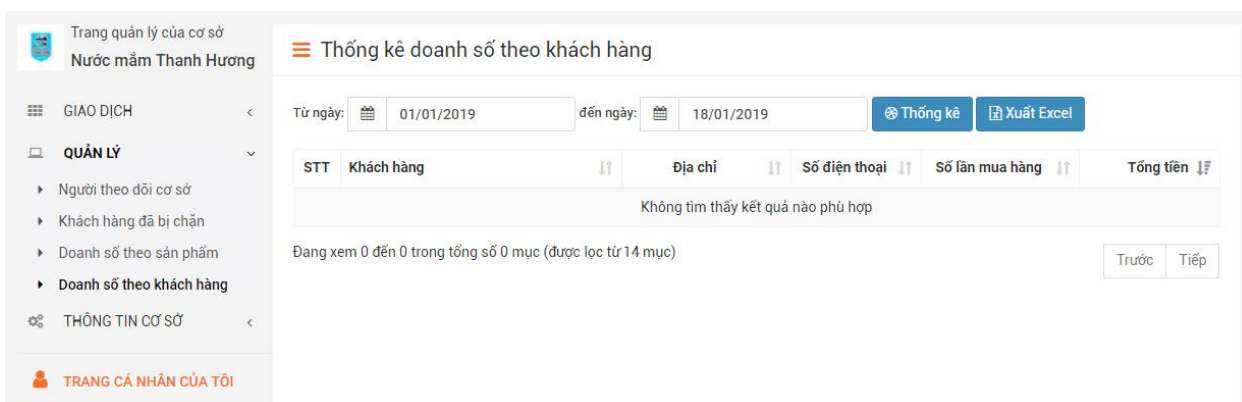 Trang quản lý của cơ sở
Nước mắm Thanh Hương
GIAO DỊCH
QUẢN LÝ
Người theo dõi cơ sở
Khách hàng đã bị chặn
Doanh số theo sản phẩm
Doanh số theo khách hàng
THÔNG TIN CƠ SỞ
TRANG CÁ NHÂN CỦA TÔI
Thống kê doanh số theo khách hàng
Từ ngày: 01/01/2019 đến ngày: 18/01/2019 Thống kê Xuất Excel
STT Khách hàng Địa chỉ Số điện thoại Số lần mua hàng Tổng tiền
Không tìm thấy kết quả nào phù hợp
Đang xem 0 đến 0 trong tổng số 0 mục (được lọc từ 14 mục)
Trước Tiếp